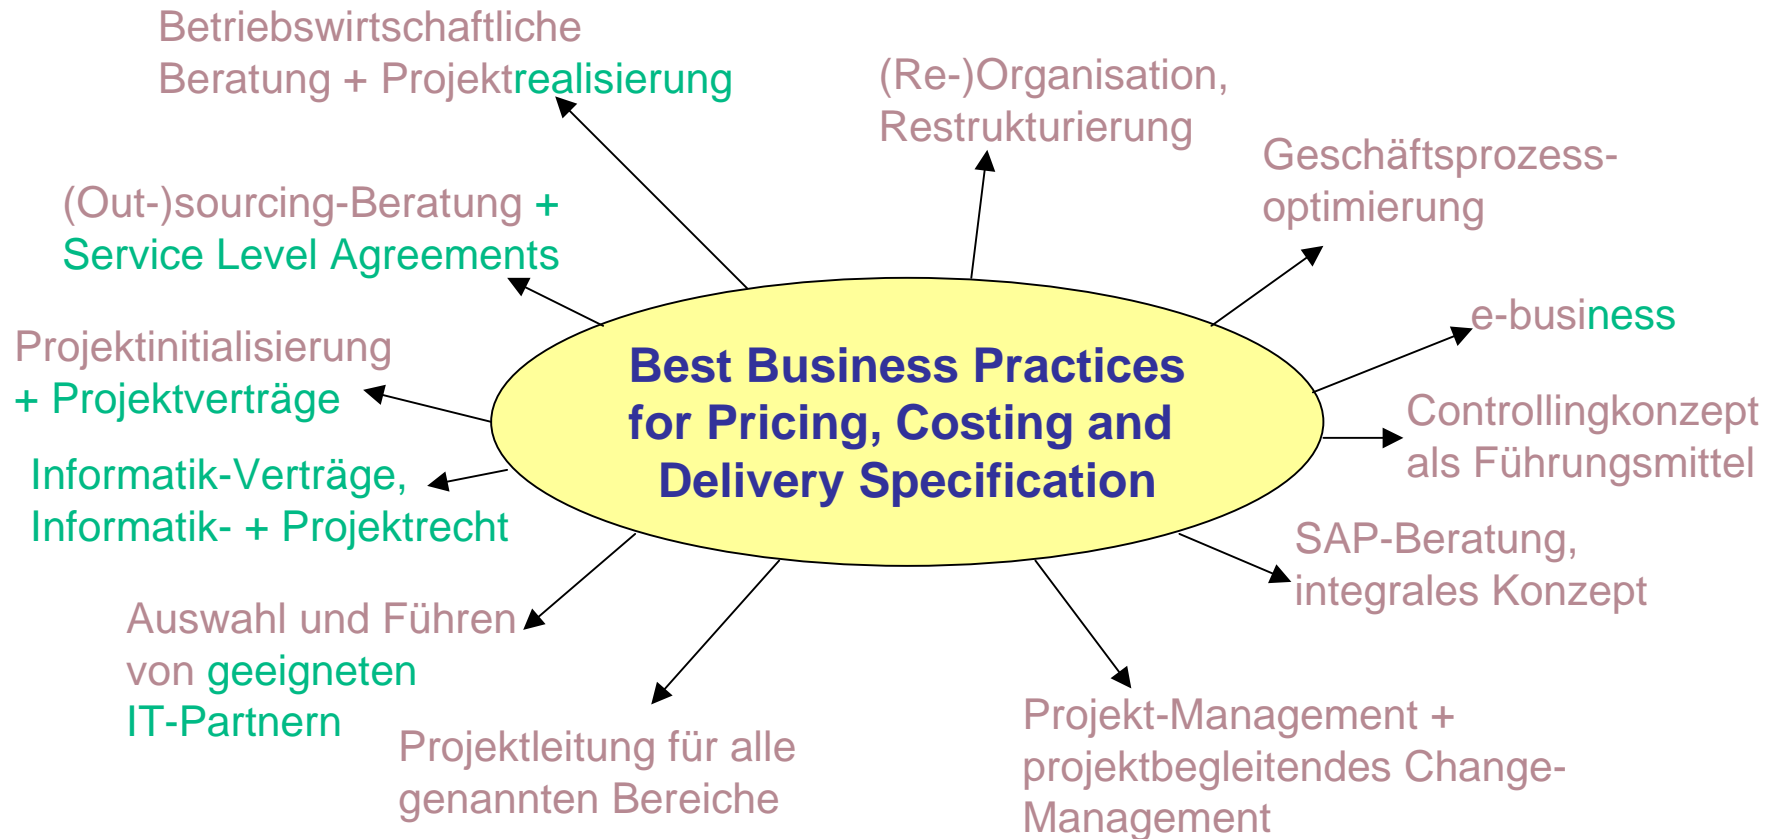 Betriebswirtschaftliche
Beratung + Projektrealisierung
(Re-)Organisation,
Restrukturierung
Geschäftsprozess-
optimierung
(Out-)sourcing-Beratung +
Service Level Agreements
e-business
Projektinitialisierung
+ Projektverträge
Best Business Practices
for Pricing, Costing and
Delivery Specification
Controllingkonzept
als Führungsmittel
Informatik-Verträge,
Informatik- + Projektrecht
SAP-Beratung,
integrales Konzept
Auswahl und Führen
von geeigneten
IT-Partnern
Projektleitung für alle
genannten Bereiche
Projekt-Management +
projektbegleitendes Change-
Management